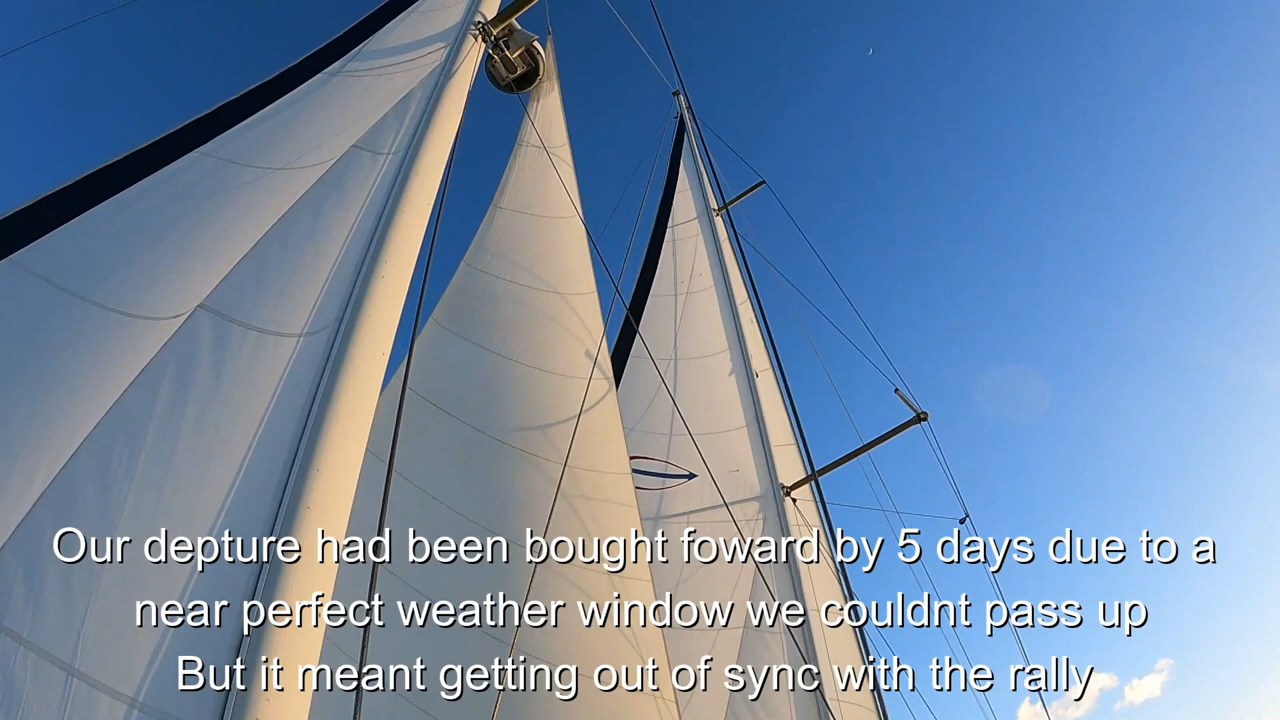 Our depture had been bought foward by 5 days due to a
near perfect weather window we couldnt pass up
But it meant getting out of sync with the rally